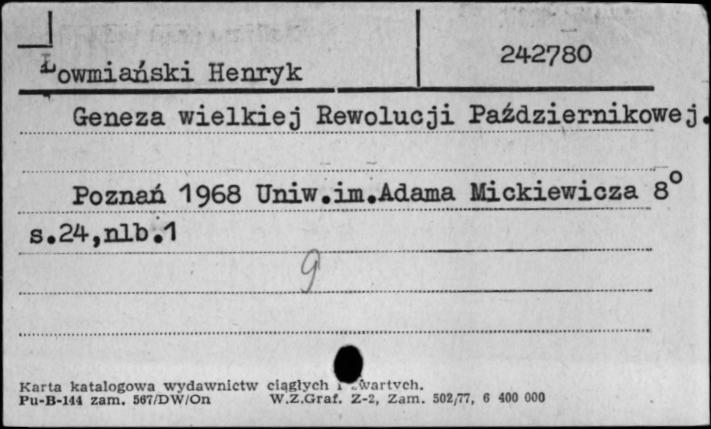 Łowmiański Henryk
242780
Geneza wielkiej Rewolucji Październikowej.
Poznań 1968 Uniw.im.Adama Mickiewicza 8°
s.24,nlb.1
9
Karta katalogowa wydawnictw ciągłych i zwartych.
Pu-B-144 zam. 567/DW/On W.Z.Graf. Z-2, Zam. 502/77, 6 400 000